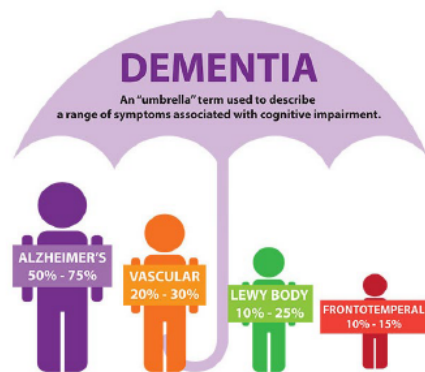 DEMENTIA
An "umbrella" term used to describe
a range of symptoms associated with cognitive impairment.
ALZHEIMER'S
50% - 75%
VASCULAR
20% - 30%
LEWY BODY
10% - 25%
FRONTOTEMPERAL
10% - 15%